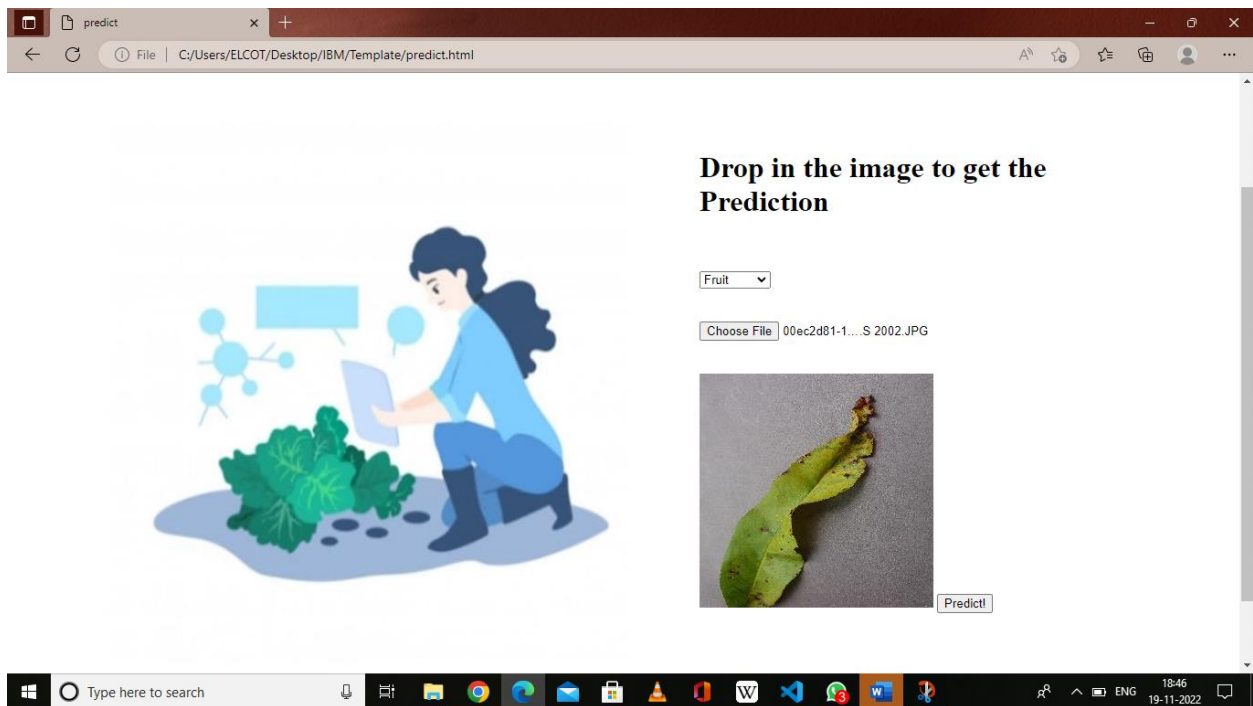 predict
File | C:/Users/ELCOT/Desktop/IBM/Template/predict.html
Drop in the image to get the
Prediction
Fruit
Choose File 00ec2d81-1....S 2002.JPG
Predict!
Type here to search
W
3
W
ENG
18:46
19-11-2022